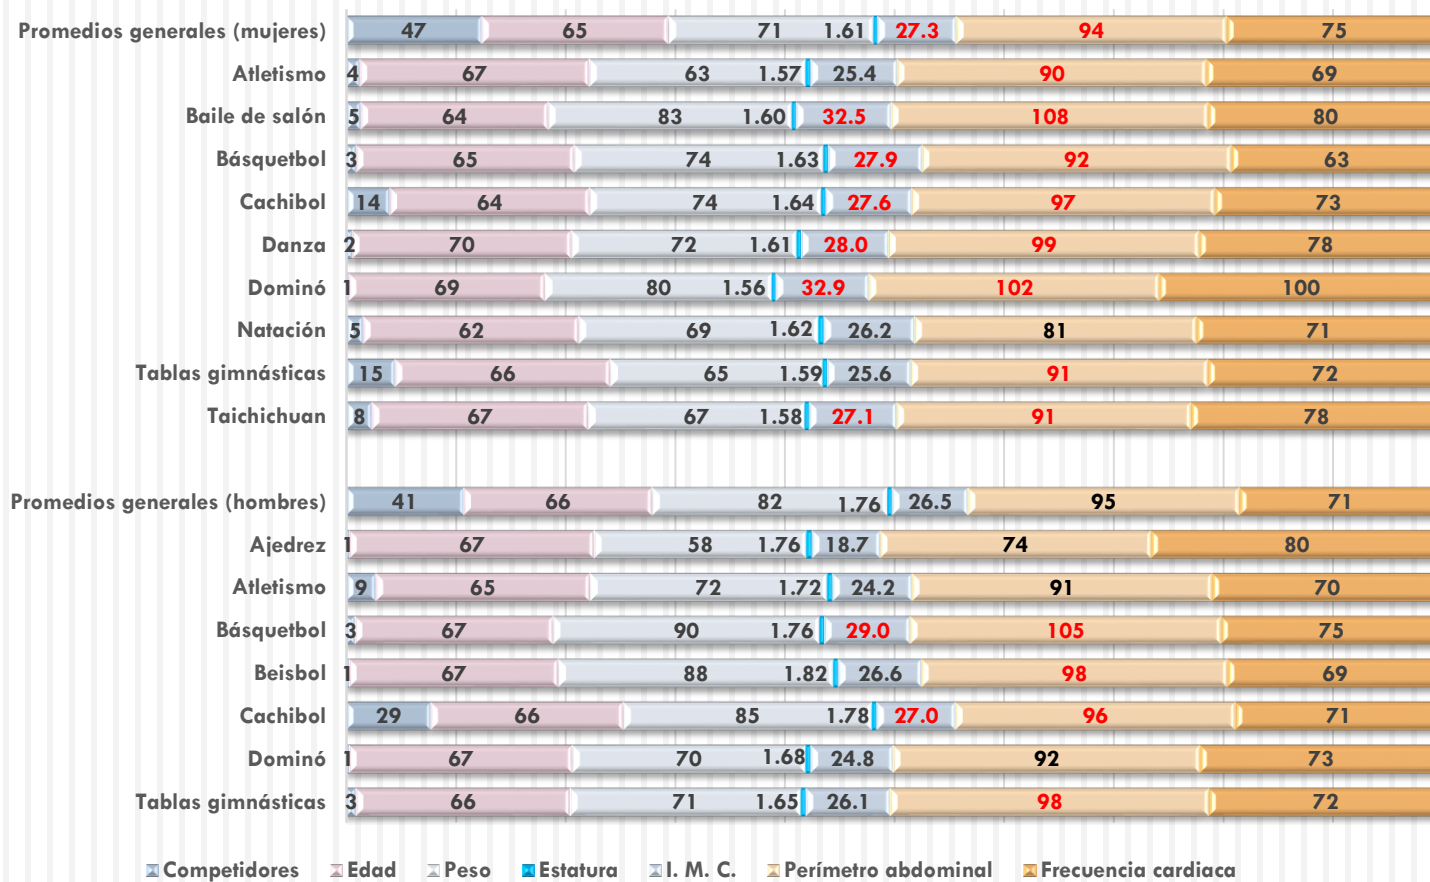 Promedios generales (mujeres) 47 65 71 1.61 27.3 94 75
Atletismo 4 67 63 1.57 25.4 90 69
Baile de salón 5 64 83 1.60 32.5 108 80
Básquetbol 3 65 74 1.63 27.9 92 63
Cachibol 14 64 74 1.64 27.6 97 73
Danza 2 70 72 1.61 28.0 99 78
Dominó 1 69 80 1.56 32.9 102 100
Natación 5 62 69 1.62 26.2 81 71
Tablas gimnásticas 15 66 65 1.59 25.6 91 72
Taichichuan 8 67 67 1.58 27.1 91 78
Promedios generales (hombres) 41 66 82 1.76 26.5 95 71
Ajedrez 1 67 58 1.76 18.7 74 80
Atletismo 9 65 72 1.72 24.2 91 70
Básquetbol 3 67 90 1.76 29.0 105 75
Beisbol 1 67 88 1.82 26.6 98 69
Cachibol 29 66 85 1.78 27.0 96 71
Dominó 1 67 70 1.68 24.8 92 73
Tablas gimnásticas 3 66 71 1.65 26.1 98 72
Competidores Edad Peso Estatura I. M. C. Perímetro abdominal Frecuencia cardiaca